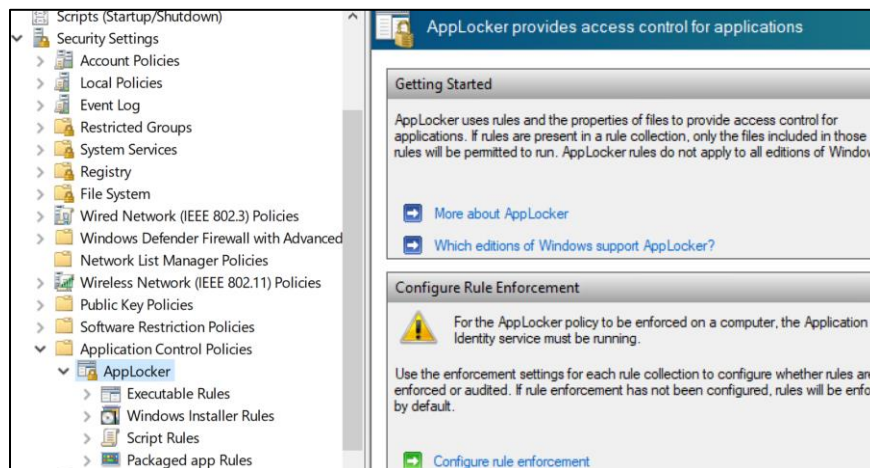 Scripts (Startup/Shutdown)
Security Settings
Account Policies
Local Policies
Event Log
Restricted Groups
System Services
Registry
File System
Wired Network (IEEE 802.3) Policies
Windows Defender Firewall with Advanced
Network List Manager Policies
Wireless Network (IEEE 802.11) Policies
Public Key Policies
Software Restriction Policies
Application Control Policies
AppLocker
Executable Rules
Windows Installer Rules
Script Rules
Packaged app Rules
AppLocker provides access control for applications
Getting Started
AppLocker uses rules and the properties of files to provide access control for
applications. If rules are present in a rule collection, only the files included in those
rules will be permitted to run. AppLocker rules do not apply to all editions of Window
More about AppLocker
Which editions of Windows support AppLocker?
Configure Rule Enforcement
For the AppLocker policy to be enforced on a computer, the Application
Identity service must be running.
Use the enforcement settings for each rule collection to configure whether rules are
enforced or audited. If rule enforcement has not been configured, rules will be enfo
by default.
Configure rule enforcement